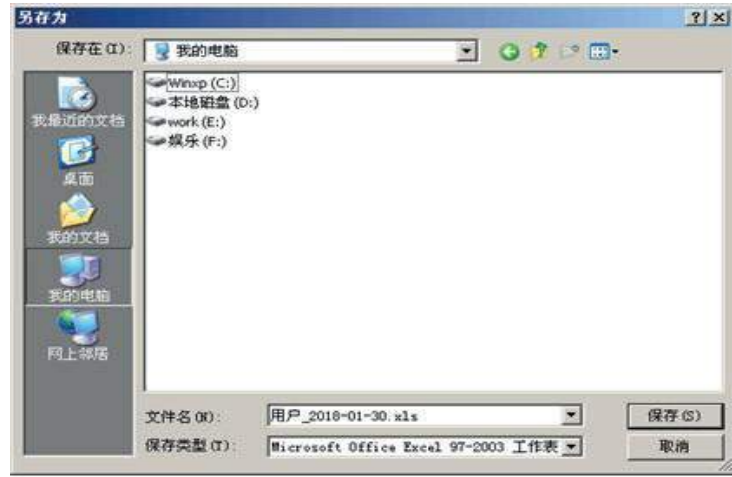 另存为
保存在(I):
我的电脑
Winxp (C:)
本地磁盘 (D:)
work (E:)
娱乐 (F:)
我最近的文档
桌面
我的文档
我的电脑
网上邻居
文件名(N):
用户_2018-01-30.xls
保存(S)
保存类型(T):
Microsoft Office Excel 97-2003 工作表
取消